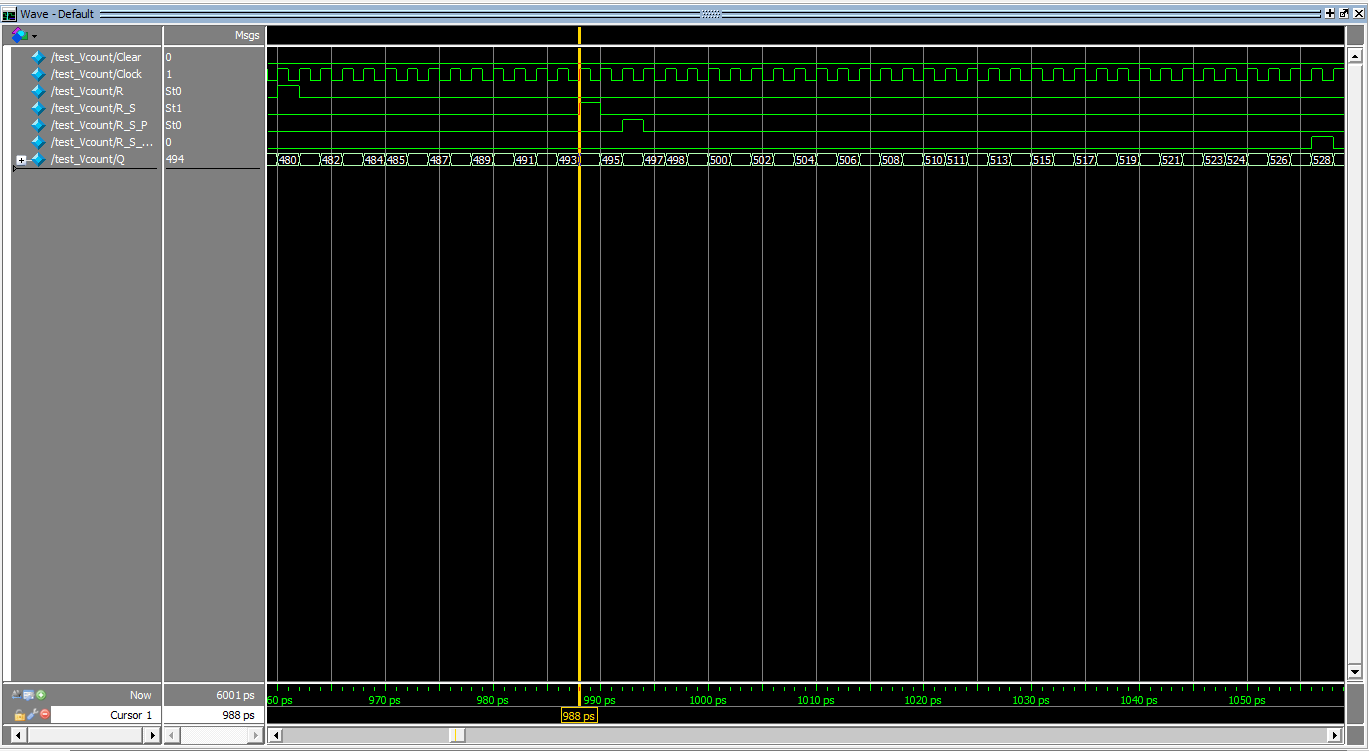 Wave - Default
Msgs
/test_Vcount/Clear 0
/test_Vcount/Clock 1
/test_Vcount/R St0
/test_Vcount/R_S St1
/test_Vcount/R_S_P St0
/test_Vcount/R_S_... 0
/test_Vcount/Q 494 480 482 484 485 487 489 491 493 495 497 498 500 502 504 506 508 510 511 513 515 517 519 521 523 524 526 528
Now 6001 ps 60 ps 970 ps 980 ps 990 ps 1000 ps 1010 ps 1020 ps 1030 ps 1040 ps 1050 ps
Cursor 1 988 ps 988 ps